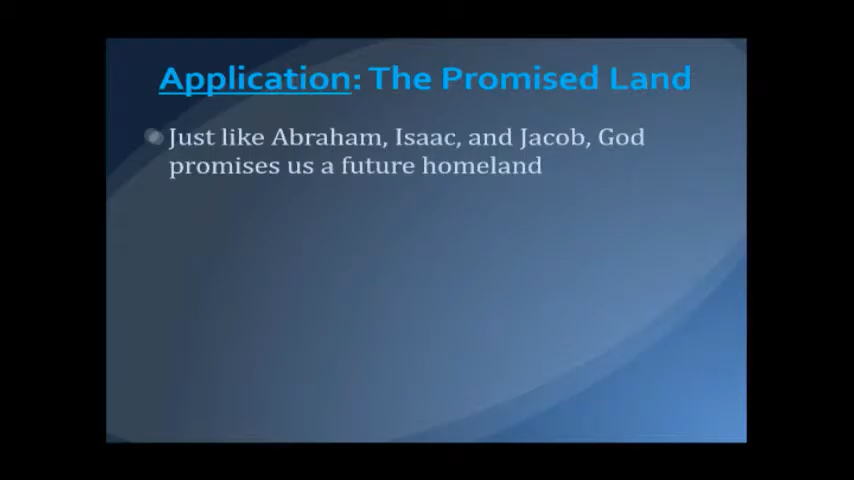 Application: The Promised Land
Just like Abraham, Isaac, and Jacob, God
promises us a future homeland